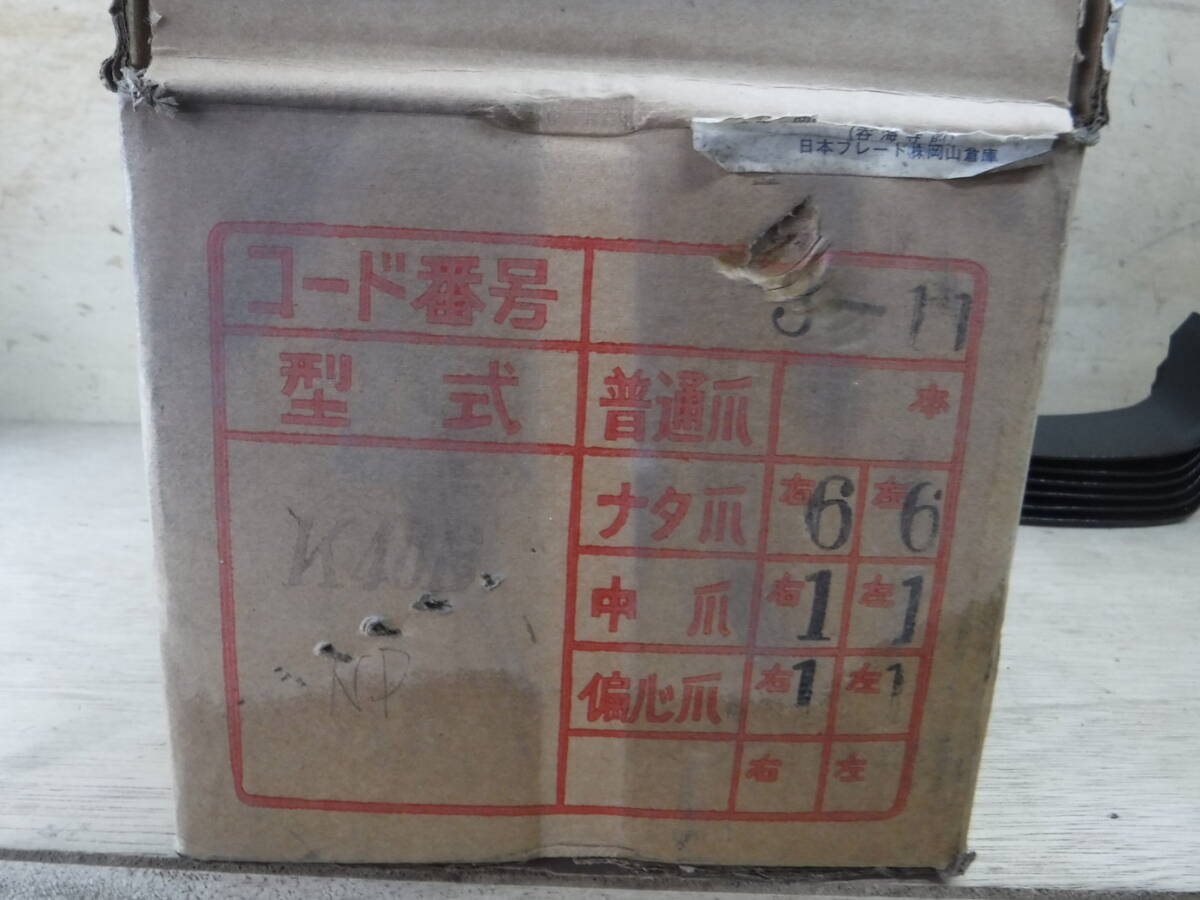 日本ブレード㈱岡山倉庫
コード番号
型 式 普通爪 本
ナタ爪 右 6 左 6
中 爪 右 1 左 1
偏心爪 右 1 左 1
NP
右 左